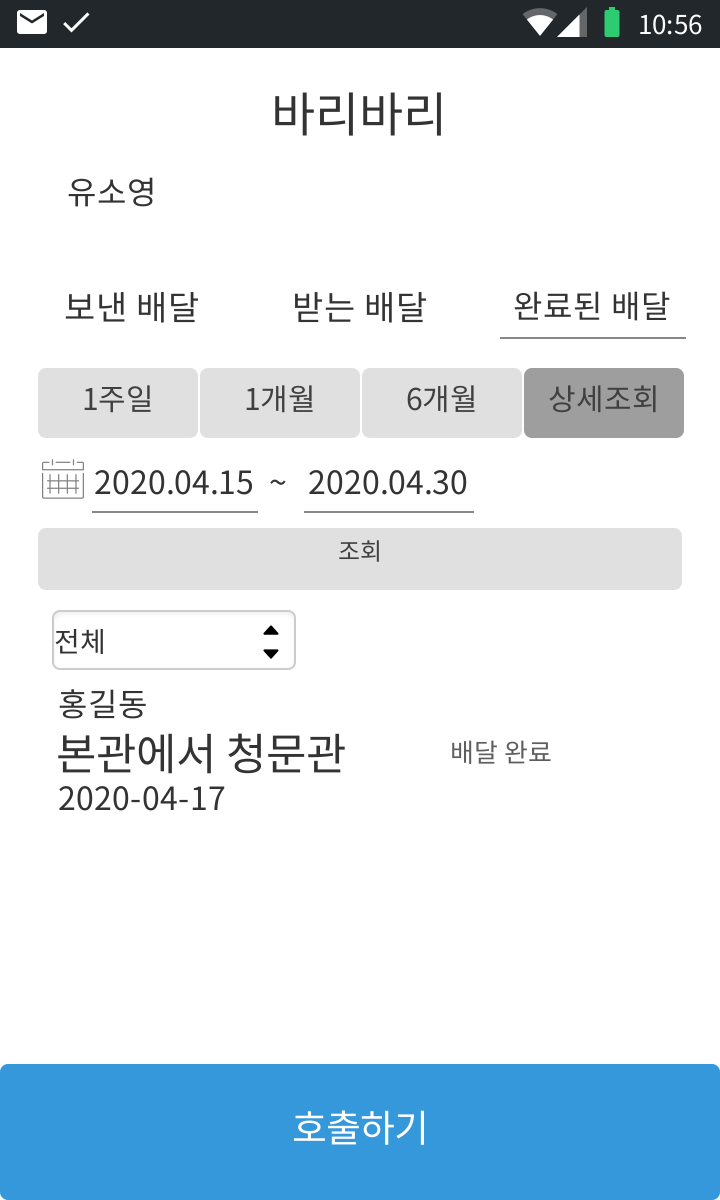 10:56
바리바리
유소영
보낸 배달 받는 배달 완료된 배달
1주일 1개월 6개월 상세조회
2020.04.15 ~ 2020.04.30
조회
전체
홍길동
본관에서 청문관 배달 완료
2020-04-17
호출하기